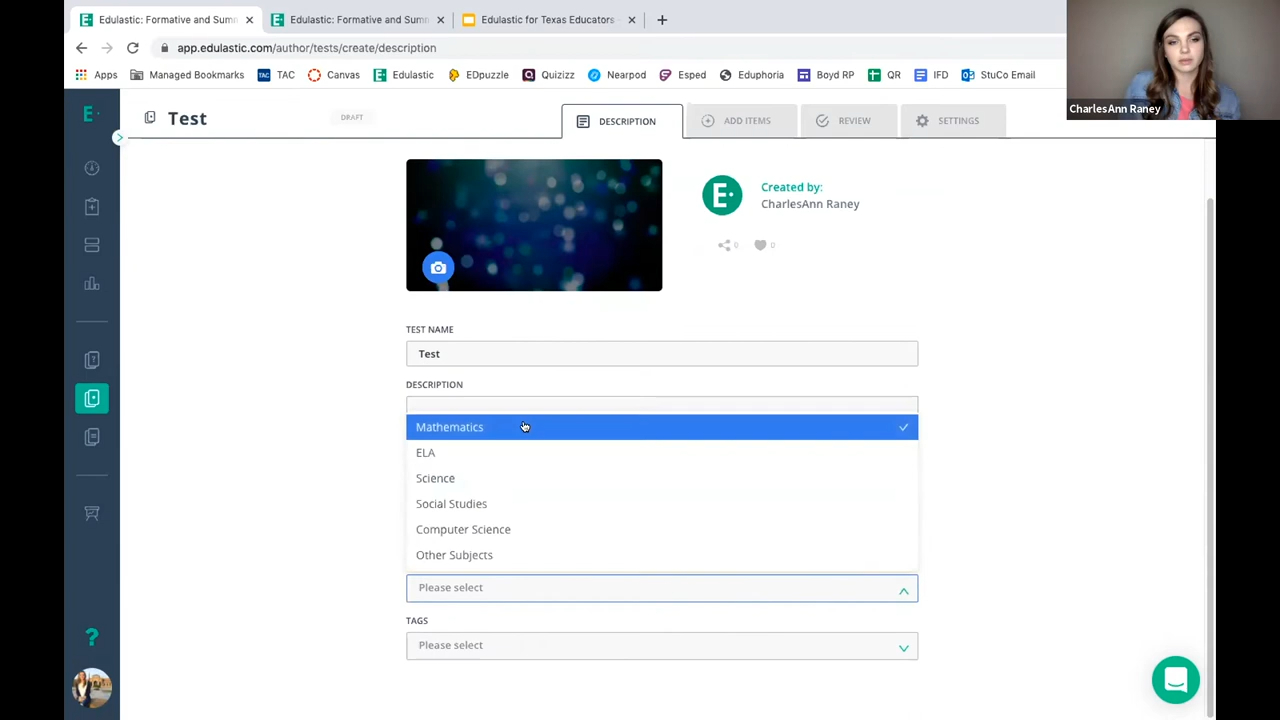 Edulastic: Formative and Sum
Edulastic: Formative and Sum
Edulastic for Texas Educators -
app.edulastic.com/author/tests/create/description
Apps
Managed Bookmarks
TAC TAC
Canvas
Edulastic
EDpuzzle
Quizizz
Nearpod
Esped
Eduphoria
Boyd RP
QR
IFD
StuCo Email
CharlesAnn Raney
E
Test
DRAFT
DESCRIPTION
ADD ITEMS
REVIEW
SETTINGS
E
Created by:
CharlesAnn Raney
0
0
TEST NAME
Test
DESCRIPTION
Mathematics
ELA
Science
Social Studies
Computer Science
Other Subjects
Please select
TAGS
Please select
?